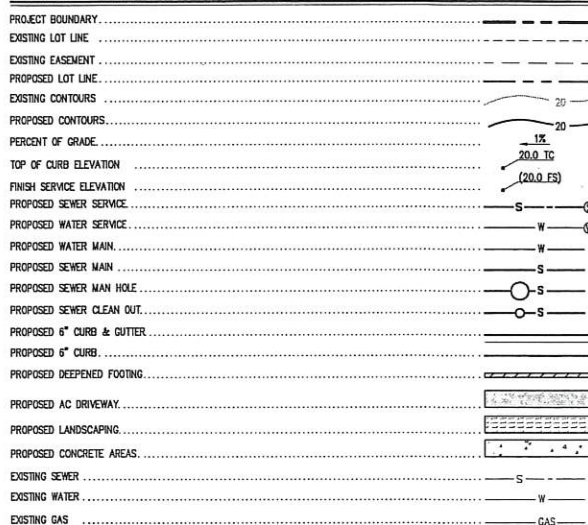 PROJECT BOUNDARY
EXISTING LOT LINE
EXISTING EASEMENT
PROPOSED LOT LINE
EXISTING CONTOURS 20
PROPOSED CONTOURS 20
PERCENT OF GRADE 1%
TOP OF CURB ELEVATION 20.0 TC
FINISH SERVICE ELEVATION (20.0 FS)
PROPOSED SEWER SERVICE S
PROPOSED WATER SERVICE W
PROPOSED WATER MAIN W
PROPOSED SEWER MAIN S
PROPOSED SEWER MAN HOLE S
PROPOSED SEWER CLEAN OUT S
PROPOSED 6" CURB & GUTTER
PROPOSED 6" CURB
PROPOSED DEEPENED FOOTING
PROPOSED AC DRIVEWAY
PROPOSED LANDSCAPING
PROPOSED CONCRETE AREAS
EXISTING SEWER S
EXISTING WATER W
EXISTING GAS GAS